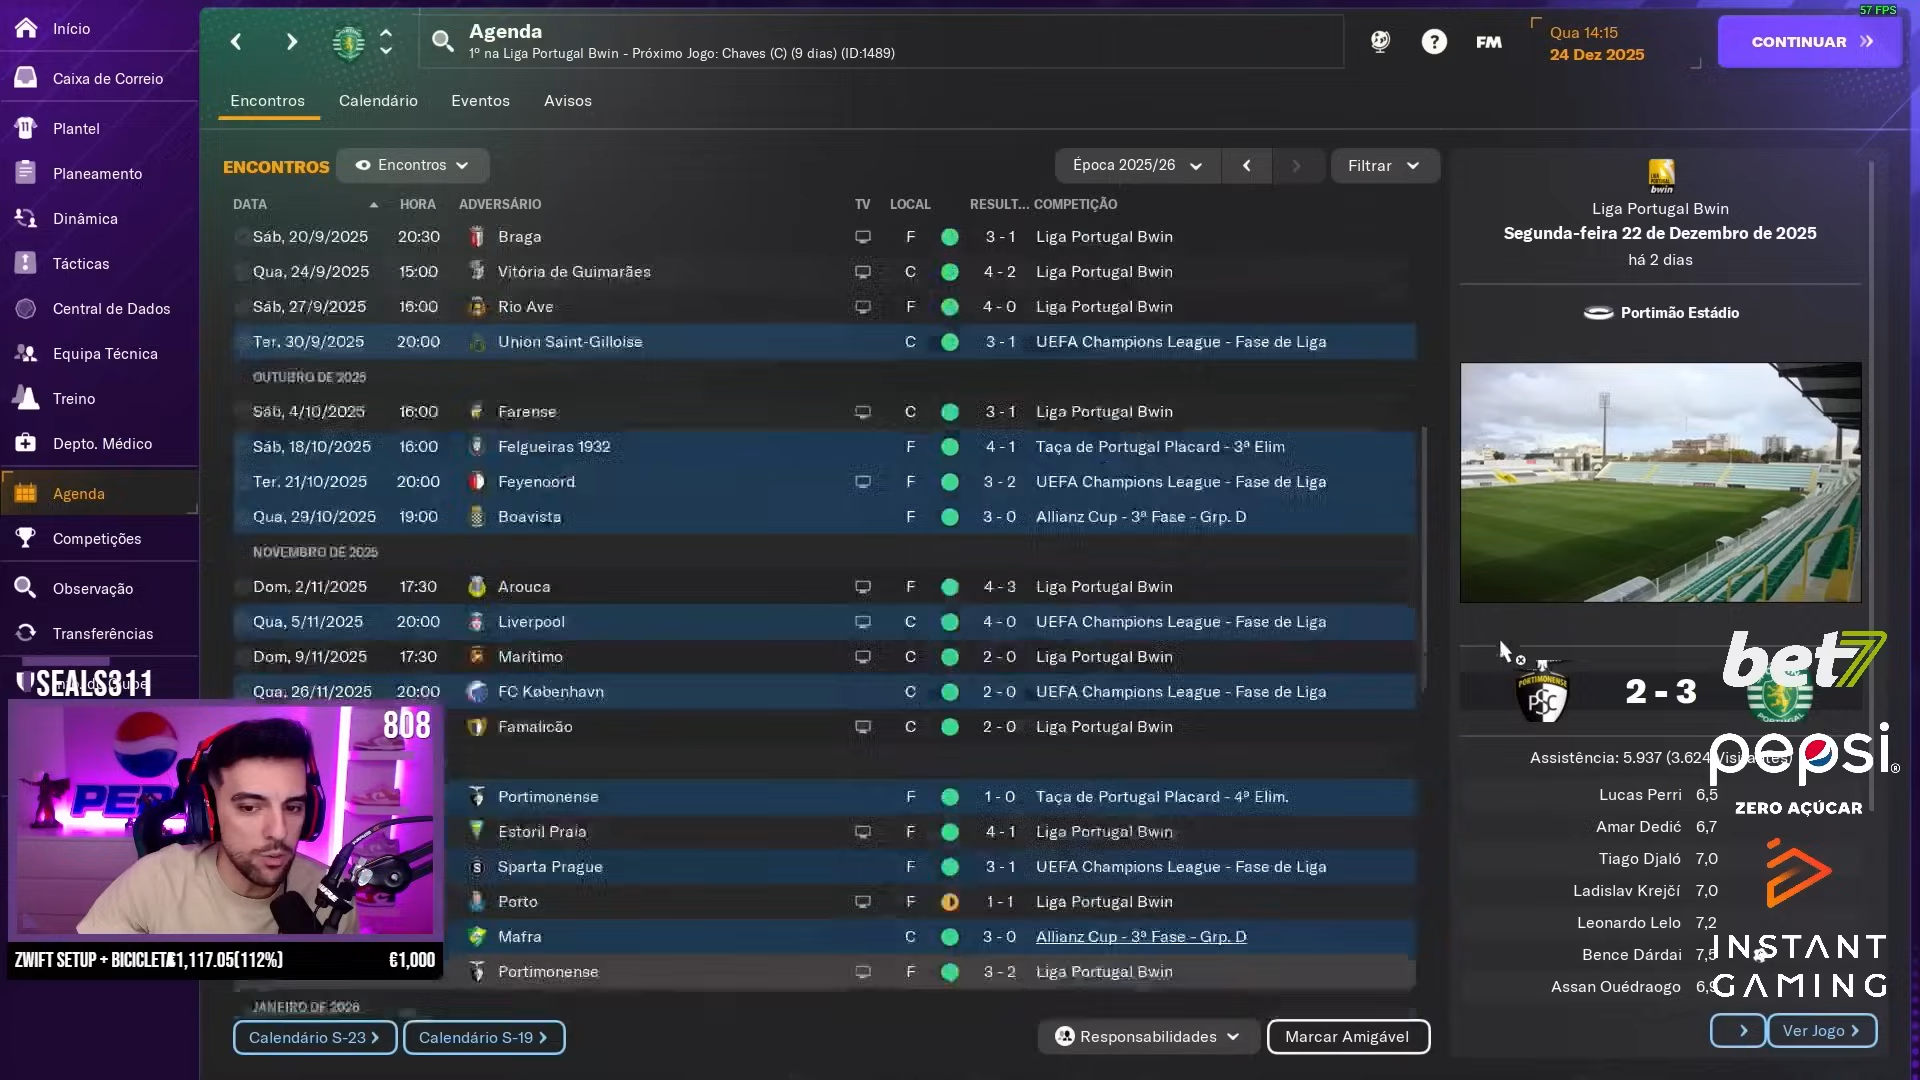 57 FPS
Início
Caixa de Correio
Plantel
Planeamento
Dinâmica
Tácticas
Central de Dados
Equipa Técnica
Treino
Depto. Médico
Agenda
Competições
Observação
Transferências
SEALS311
808
ZWIFT SETUP + BICICLETA
€1,117.05(112%)
€1,000
Agenda
1º na Liga Portugal Bwin - Próximo Jogo: Chaves (C) (9 dias) (ID:1489)
FM
Qua 14:15
24 Dez 2025
CONTINUAR
Encontros Calendário Eventos Avisos
ENCONTROS Encontros Época 2025/26 Filtrar
DATA HORA ADVERSÁRIO TV LOCAL RESULT... COMPETIÇÃO
Sáb, 20/9/2025 20:30 Braga F 3 - 1 Liga Portugal Bwin
Qua, 24/9/2025 15:00 Vitória de Guimarães C 4 - 2 Liga Portugal Bwin
Sáb, 27/9/2025 16:00 Rio Ave F 4 - 0 Liga Portugal Bwin
Ter, 30/9/2025 20:00 Union Saint-Gilloise C 3 - 1 UEFA Champions League - Fase de Liga
OUTUBRO DE 2025
Sáb, 4/10/2025 16:00 Farense C 3 - 1 Liga Portugal Bwin
Sáb, 18/10/2025 16:00 Felgueiras 1932 F 4 - 1 Taça de Portugal Placard - 3ª Elim
Ter. 21/10/2025 20:00 Feyenoord F 3 - 2 UEFA Champions League - Fase de Liga
Qua, 29/10/2025 19:00 Boavista F 3 - 0 Allianz Cup - 3ª Fase - Grp. D
NOVEMBRO DE 2025
Dom, 2/11/2025 17:30 Arouca F 4 - 3 Liga Portugal Bwin
Qua, 5/11/2025 20:00 Liverpool C 4 - 0 UEFA Champions League - Fase de Liga
Dom, 9/11/2025 17:30 Marítimo C 2 - 0 Liga Portugal Bwin
Qua, 26/11/2025 20:00 FC København C 2 - 0 UEFA Champions League - Fase de Liga
Famalicão C 2 - 0 Liga Portugal Bwin
Portimonense F 1 - 0 Taça de Portugal Placard - 4ª Elim.
Estoril Praia F 4 - 1 Liga Portugal Bwin
Sparta Prague F 3 - 1 UEFA Champions League - Fase de Liga
Porto F 1 - 1 Liga Portugal Bwin
Mafra C 3 - 0 Allianz Cup - 3ª Fase - Grp. D
Portimonense F 3 - 2 Liga Portugal Bwin
JANEIRO DE 2026
Calendário S-23 Calendário S-19 Responsabilidades Marcar Amigável
bwin
Liga Portugal Bwin
Segunda-feira 22 de Dezembro de 2025
há 2 dias
Portimão Estádio
PORTIMONENSE
PSC
2 - 3
Assistência: 5.937 (3.624
Lucas Perri 6,5
Amar Dedić 6,7
Tiago Djaló 7,0
Ladislav Krejčí 7,0
Leonardo Lelo 7,2
Bence Dárdai 7,5
Assan Ouédraogo 6,9
Ver Jogo
bet7
pepsi
ZERO AÇÚCAR
INSTANT
GAMING